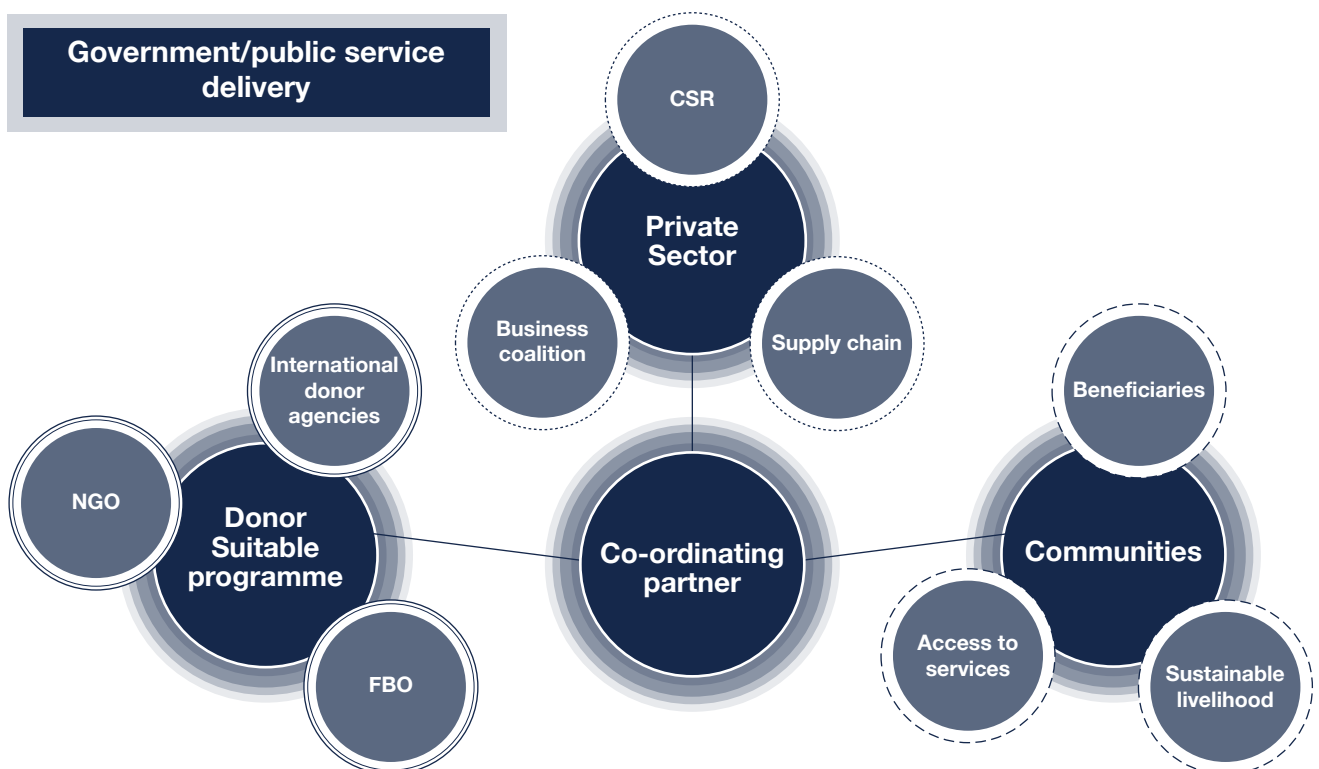 Government/public service
delivery
CSR
Private
Sector
Business
coalition
Supply chain
International
donor
agencies
NGO
Donor
Suitable
programme
FBO
Co-ordinating
partner
Beneficiaries
Communities
Access to
services
Sustainable
livelihood